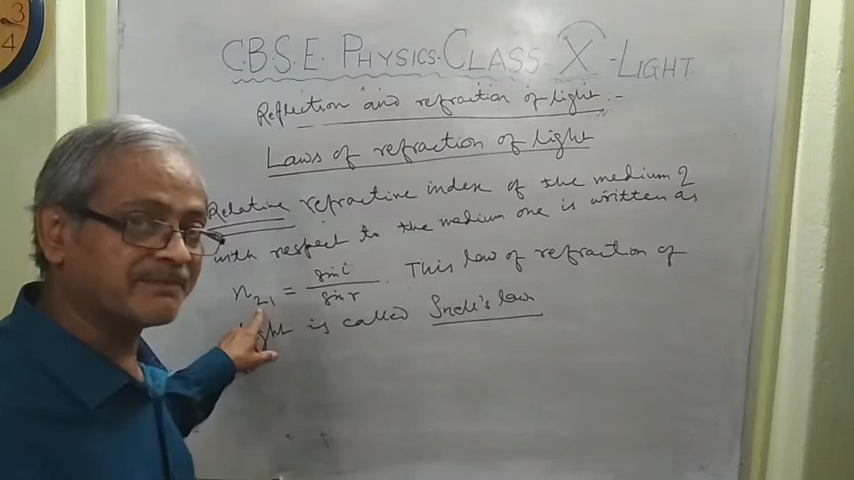 3
4
C.B.S.E. PHYSICS-CLASS-X-LIGHT
Reflection and refraction of light :-
Laws of refraction of light
Relative refractive index of the medium 2
with respect to the medium one is written as
n21 = sin i / sin r . This law of refraction of
light is called Snell's law